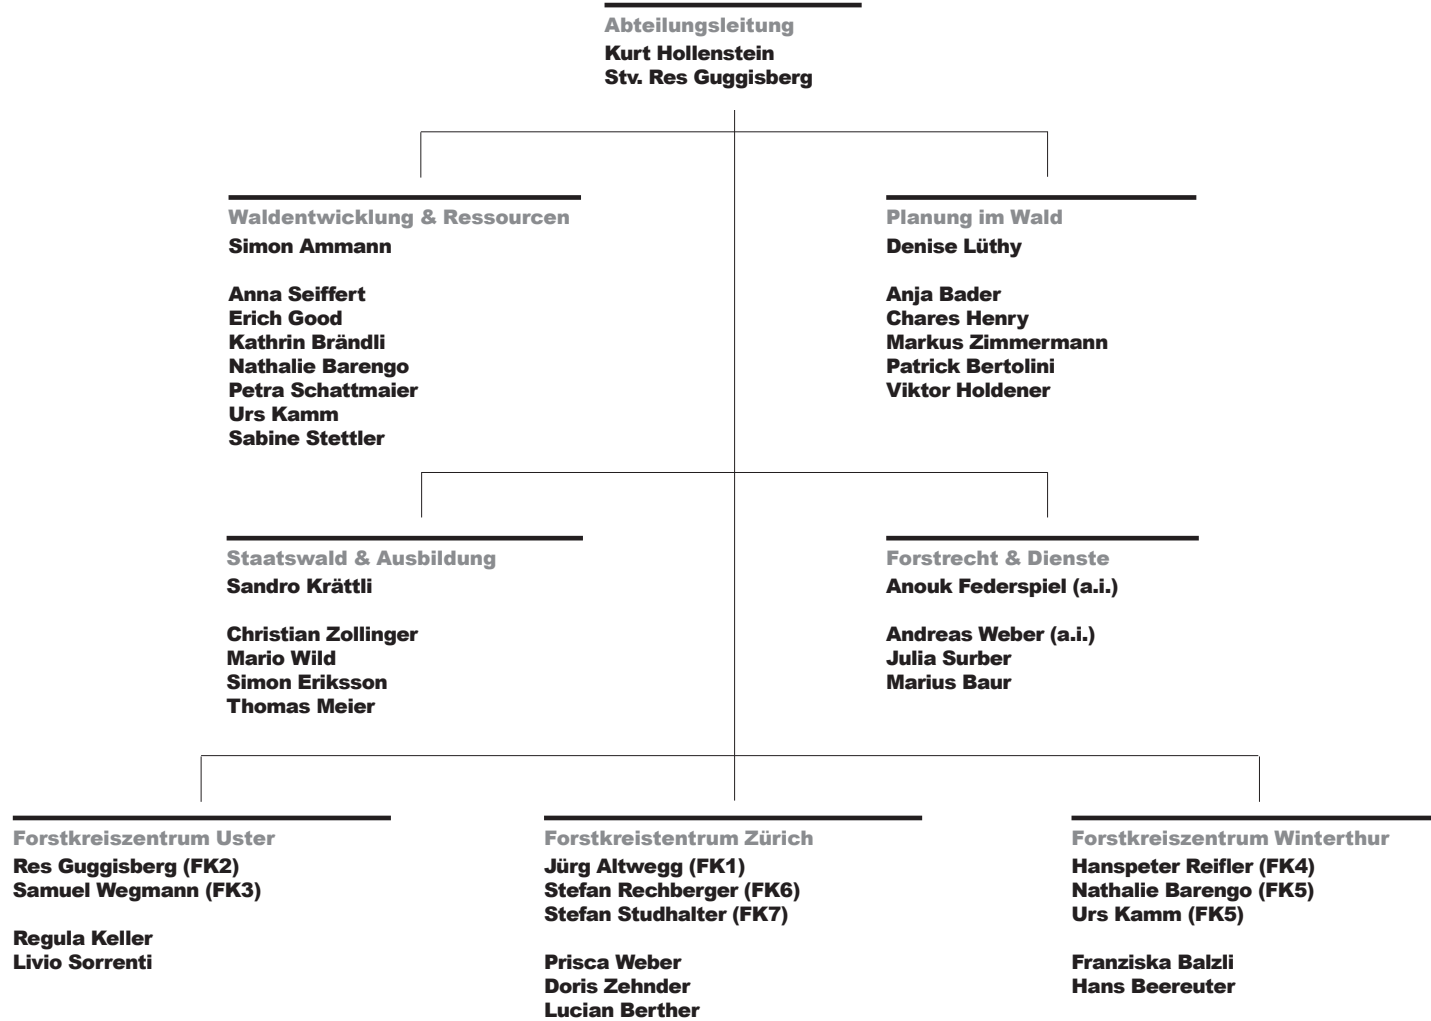 Abteilungsleitung
Kurt Hollenstein
Stv. Res Guggisberg
Waldentwicklung & Ressourcen
Simon Ammann
Anna Seiffert
Erich Good
Kathrin Brändli
Nathalie Barengo
Petra Schattmaier
Urs Kamm
Sabine Stettler
Planung im Wald
Denise Lüthy
Anja Bader
Chares Henry
Markus Zimmermann
Patrick Bertolini
Viktor Holdener
Staatswald & Ausbildung
Sandro Krättli
Christian Zollinger
Mario Wild
Simon Eriksson
Thomas Meier
Forstrecht & Dienste
Anouk Federspiel (a.i.)
Andreas Weber (a.i.)
Julia Surber
Marius Baur
Forstkreiszentrum Uster
Res Guggisberg (FK2)
Samuel Wegmann (FK3)
Regula Keller
Livio Sorrenti
Forstkreistentrum Zürich
Jürg Altwegg (FK1)
Stefan Rechberger (FK6)
Stefan Studhalter (FK7)
Prisca Weber
Doris Zehnder
Lucian Berther
Forstkreiszentrum Winterthur
Hanspeter Reifler (FK4)
Nathalie Barengo (FK5)
Urs Kamm (FK5)
Franziska Balzli
Hans Beereuter